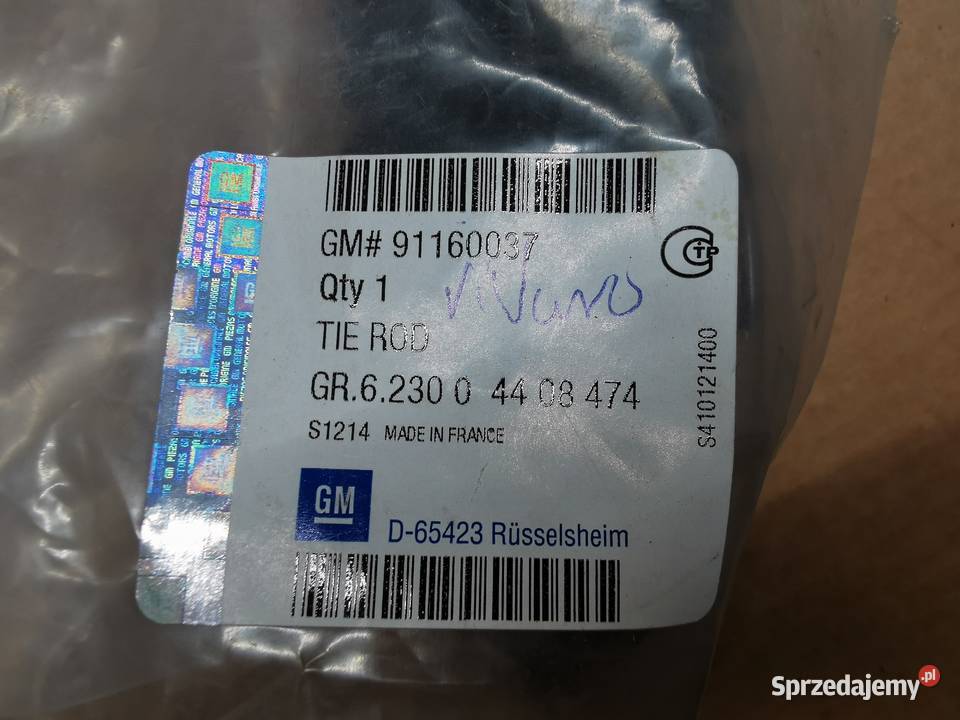 GM# 91160037
Qty 1
Vivaro
TIE ROD
GR.6.230 0 44 08 474
S1214 MADE IN FRANCE
S410121400
GM
D-65423 Rüsselsheim
Sprzedajemy.pl